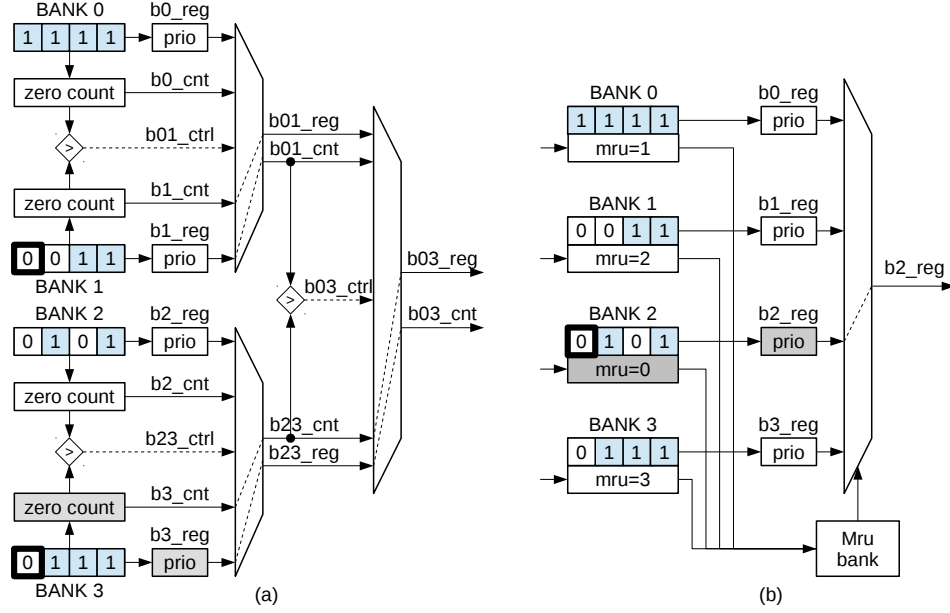 BANK 0
b0_reg
1 1 1 1
prio
zero count
b0_cnt
>
b01_ctrl
zero count
b1_cnt
b1_reg
0 0 1 1
prio
BANK 1
b01_reg
b01_cnt
BANK 2
b2_reg
0 1 0 1
prio
zero count
b2_cnt
>
b23_ctrl
zero count
b3_cnt
b3_reg
0 1 1 1
prio
BANK 3
b23_cnt
b23_reg
>
b03_ctrl
b03_reg
b03_cnt
(a)
BANK 0
b0_reg
1 1 1 1
prio
mru=1
BANK 1
b1_reg
0 0 1 1
prio
mru=2
BANK 2
b2_reg
0 1 0 1
prio
mru=0
BANK 3
b3_reg
0 1 1 1
prio
mru=3
b2_reg
Mru
bank
(b)